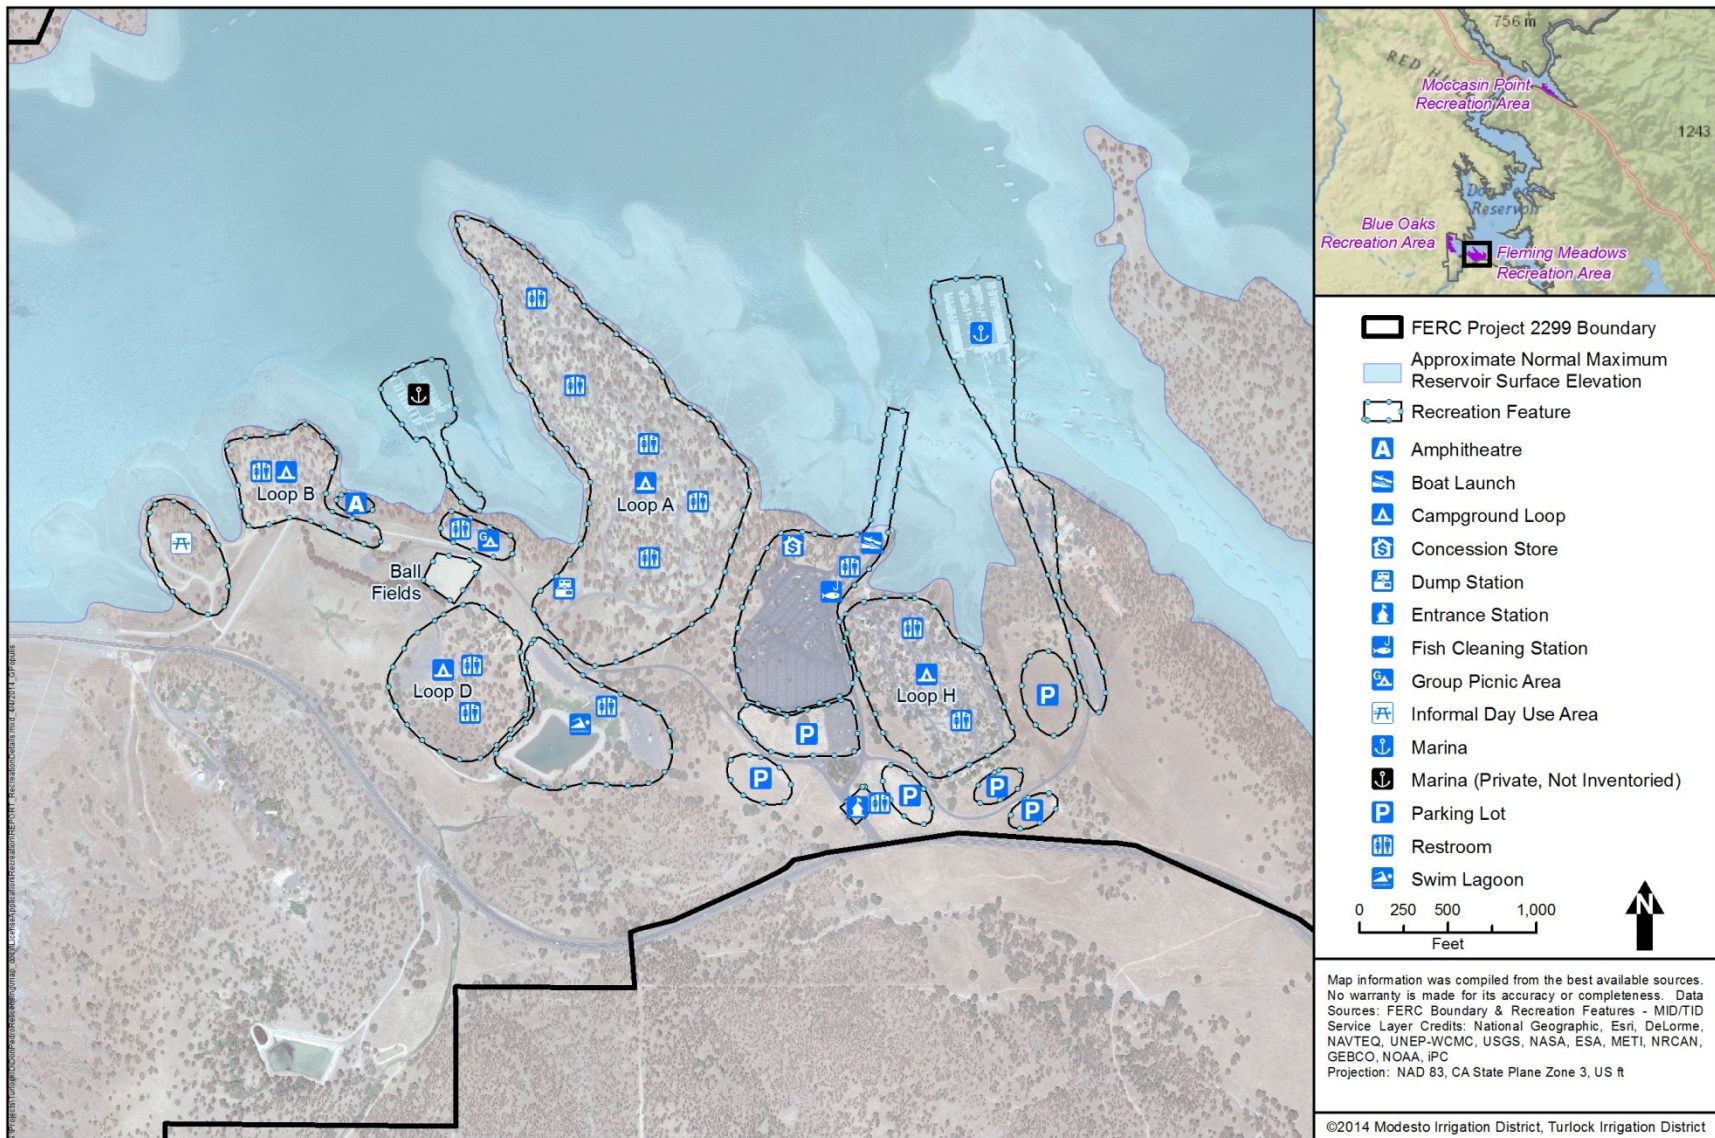 Loop B
A
G
Loop A
Ball
Fields
Loop D
$
Loop H
P
P
P
P
P
P
756 m
RED HI
Moccasin Point
Recreation Area
1243
Reservoir
Blue Oaks
Recreation Area
Fleming Meadows
Recreation Area
FERC Project 2299 Boundary
Approximate Normal Maximum
Reservoir Surface Elevation
Recreation Feature
A Amphitheatre
Boat Launch
Campground Loop
$ Concession Store
Dump Station
Entrance Station
Fish Cleaning Station
G Group Picnic Area
Informal Day Use Area
Marina
Marina (Private, Not Inventoried)
P Parking Lot
Restroom
Swim Lagoon
0 250 500 1,000
Feet
N
Map information was compiled from the best available sources.
No warranty is made for its accuracy or completeness. Data
Sources: FERC Boundary & Recreation Features - MID/TID
Service Layer Credits: National Geographic, Esri, DeLorme,
NAVTEQ, UNEP-WCMC, USGS, NASA, ESA, METI, NRCAN,
GEBCO, NOAA, iPC
Projection: NAD 83, CA State Plane Zone 3, US ft
©2014 Modesto Irrigation District, Turlock Irrigation District